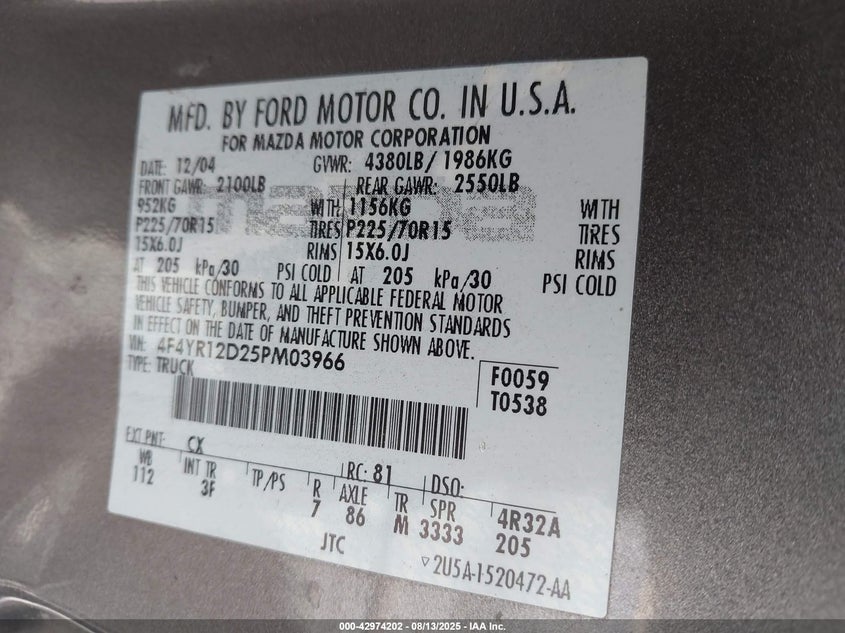 MFD. BY FORD MOTOR CO. IN U.S.A.
FOR MAZDA MOTOR CORPORATION
DATE: 12/04 GVWR: 4380LB/ 1986KG
FRONT GAWR: 2100LB REAR GAWR: 2550LB
952KG WITH 1156KG WITH
P225/70R15 TIRES P225/70R15 TIRES
15X6.0J RIMS 15X6.0J RIMS
AT 205 kPa/30 PSI COLD AT 205 kPa/30 PSI COLD
THIS VEHICLE CONFORMS TO ALL APPLICABLE FEDERAL MOTOR
VEHICLE SAFETY, BUMPER, AND THEFT PREVENTION STANDARDS
IN EFFECT ON THE DATE OF MANUFACTURE SHOWN ABOVE.
VIN: 4F4YR12D25PM03966
TYPE: TRUCK
F0059
T0538
EXT PNT: CX RC: 81 DSO:
WB INT TR TP/PS R AXLE TR SPR 4R32A
112 3F 7 86 M 3333 205
JTC
▽2U5A-1520472-AA
mazda
000-42974202 - 08/13/2025 - IAA Inc.